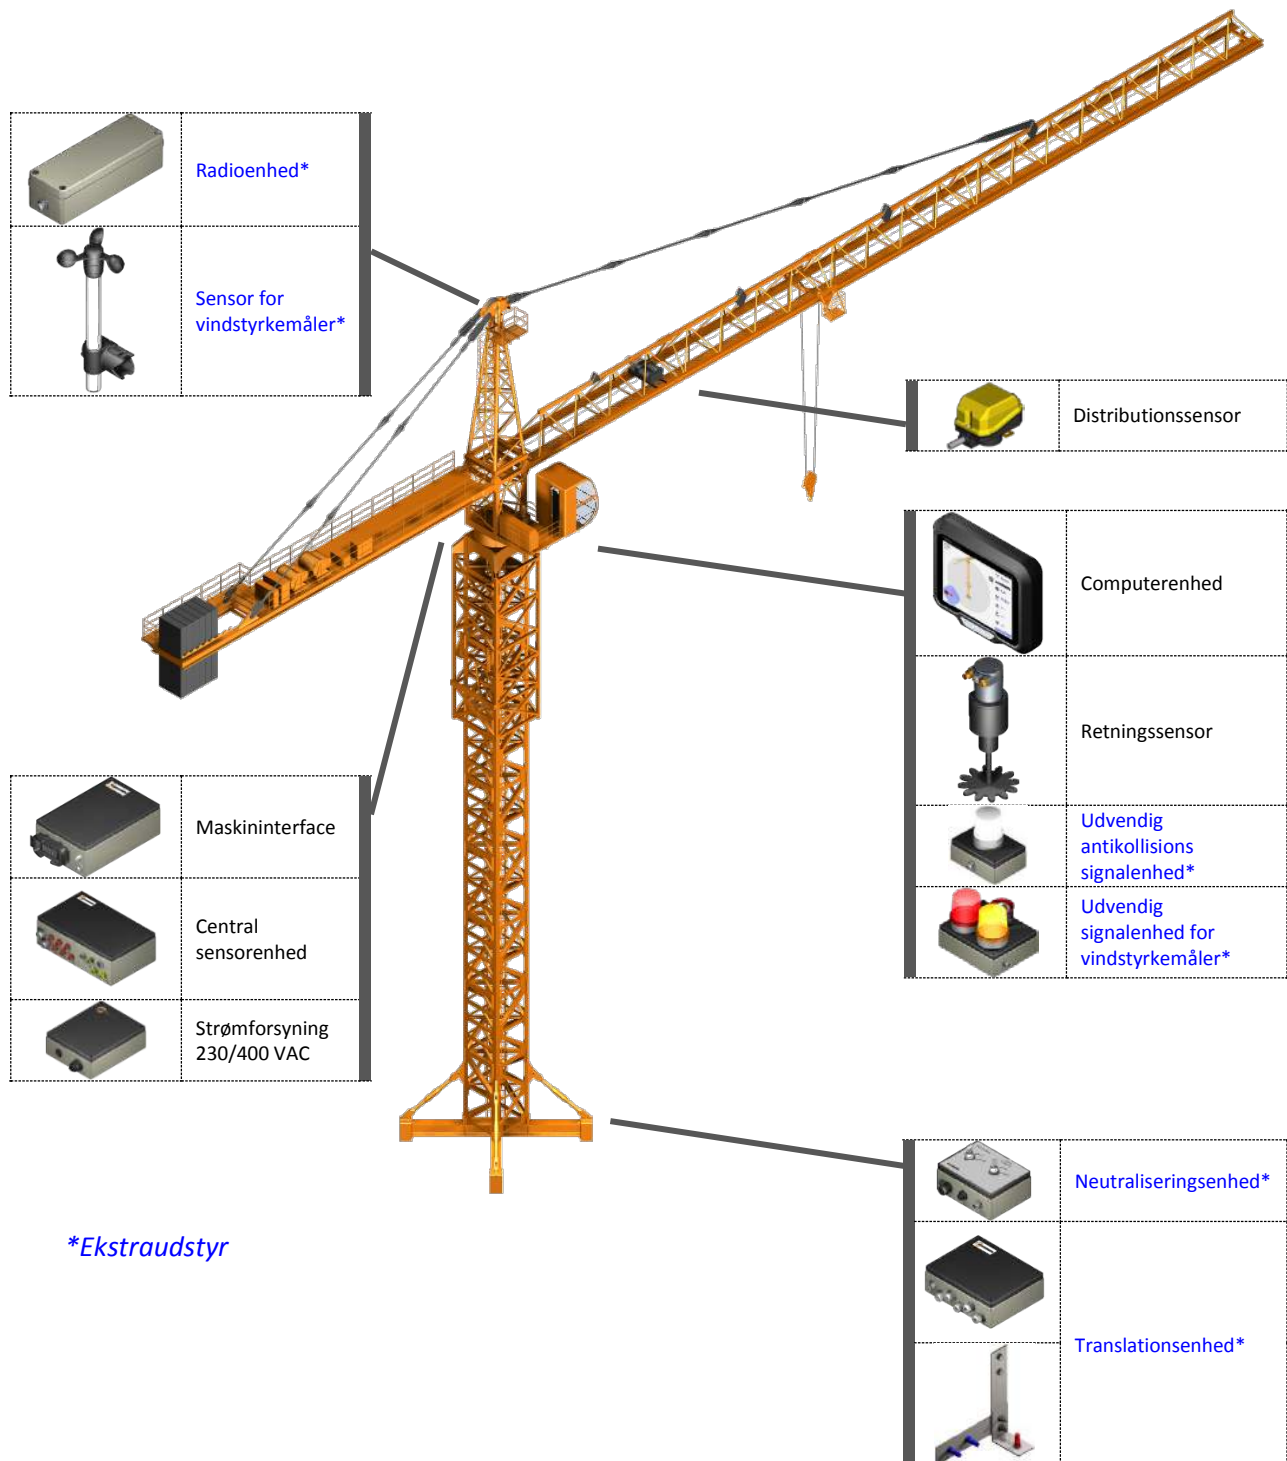 Radioenhed*
Sensor for
vindstyrkemåler*
Distributionssensor
Computerenhed
Retningssensor
Udvendig
antikollisions
signalenhed*
Udvendig
signalenhed for
vindstyrkemåler*
Maskininterface
Central
sensorenhed
Strømforsyning
230/400 VAC
Neutraliseringsenhed*
Translationsenhed*
*Ekstraudstyr